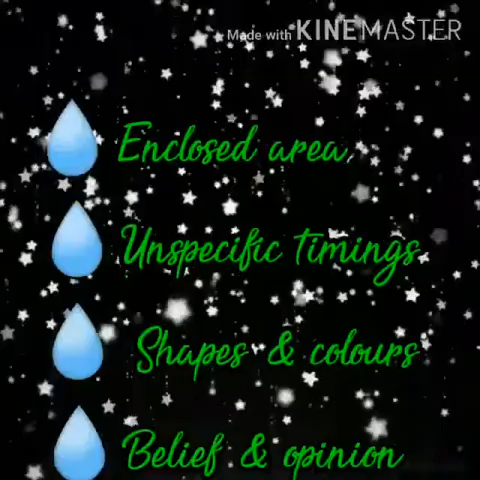 Made with KINEMASTER
Enclosed area
Unspecific timings
Shapes & colours
Belief & opinion